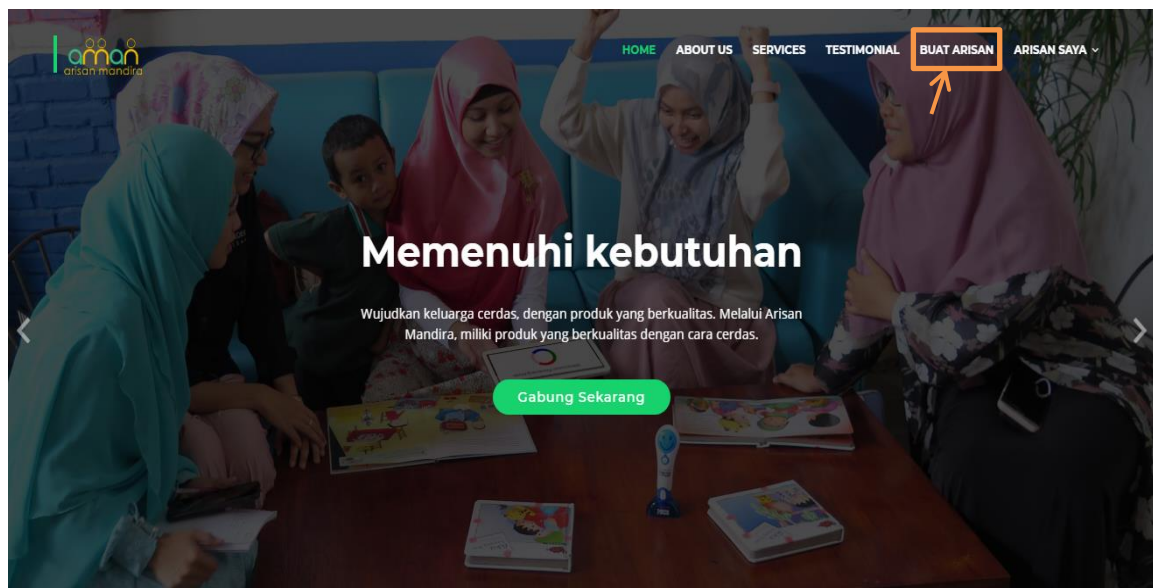 aman
arisan mandira
HOME ABOUT US SERVICES TESTIMONIAL BUAT ARISAN ARISAN SAYA
Memenuhi kebutuhan
Wujudkan keluarga cerdas, dengan produk yang berkualitas. Melalui Arisan
Mandira, miliki produk yang berkualitas dengan cara cerdas.
Gabung Sekarang